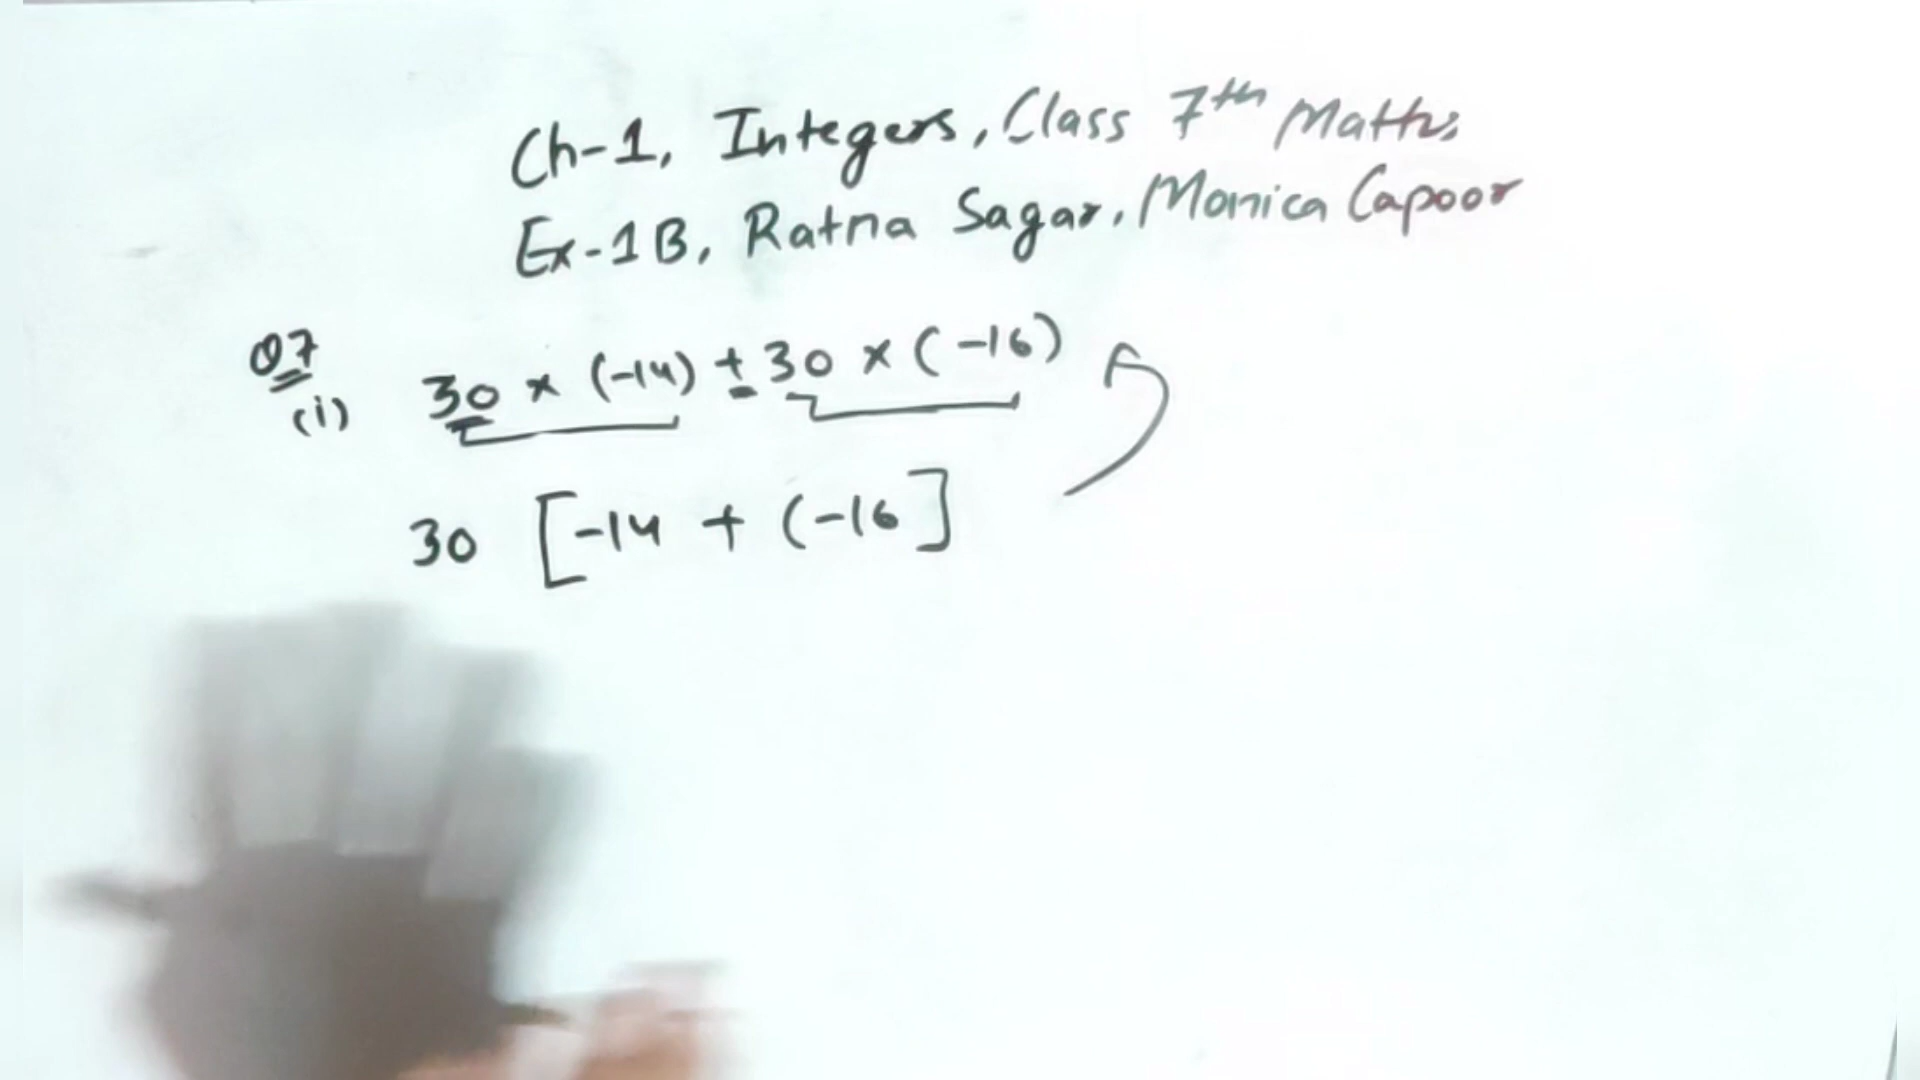 Ch-1, Integers, Class 7th Maths
Ex-1B, Ratna Sagar, Monica Capoor
Q7
(i) 30 × (-14) + 30 × (-16)
30 [-14 + (-16]